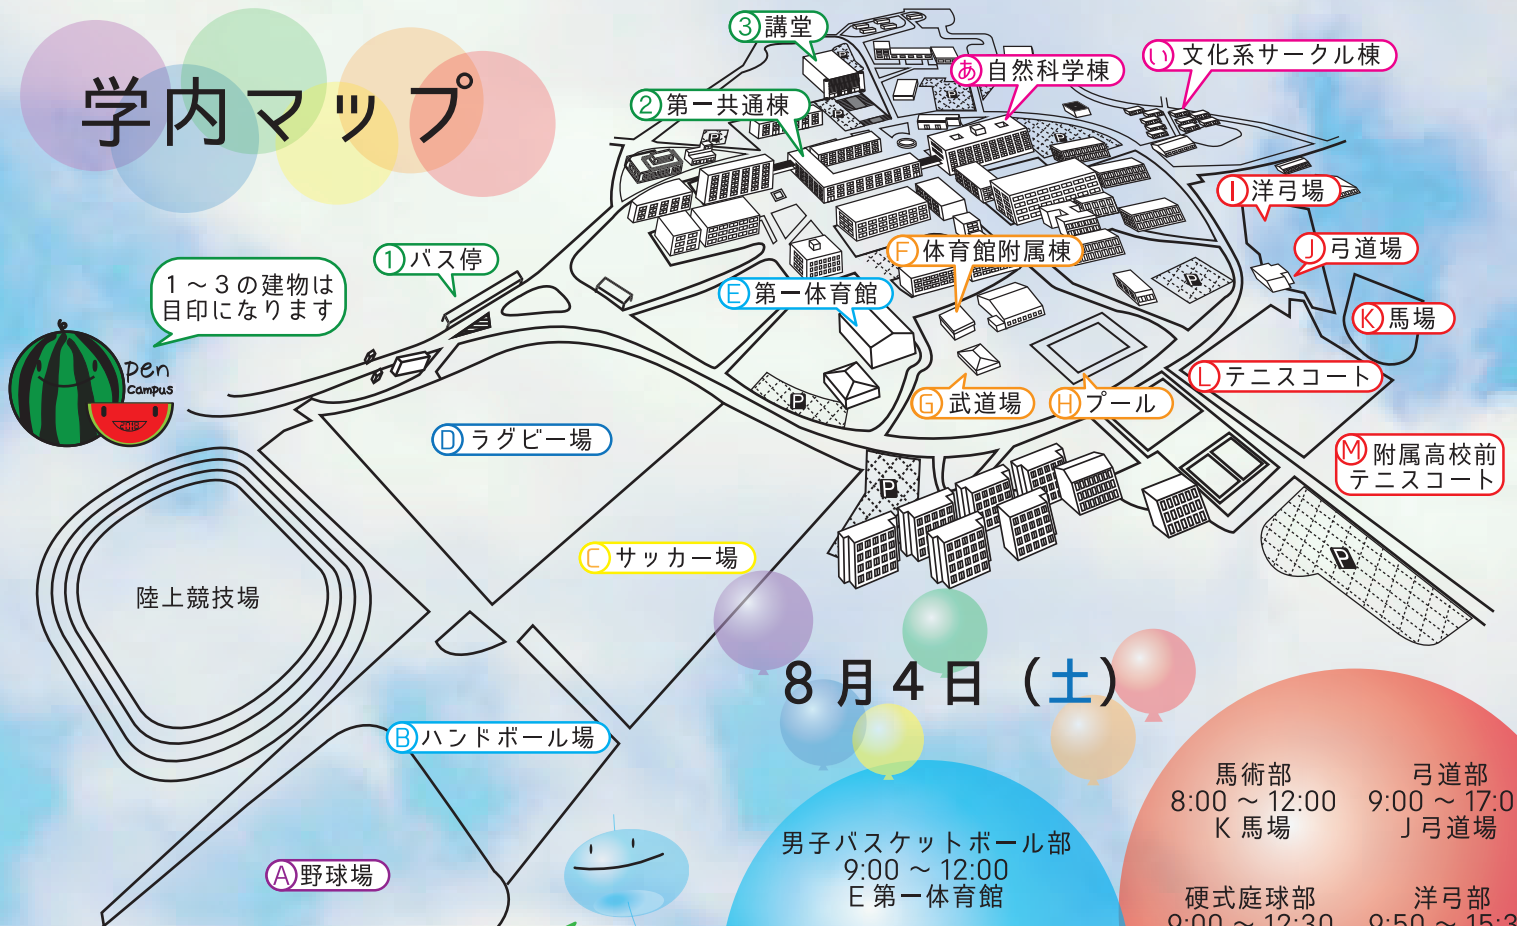 学内マップ
③講堂
あ自然科学棟
い文化系サークル棟
②第一共通棟
I洋弓場
J弓道場
①バス停
F体育館附属棟
1～3の建物は
目印になります
E第一体育館
K馬場
pen
Campus
2018
Lテニスコート
G武道場
Hプール
Dラグビー場
M附属高校前
テニスコート
P
P
P
P
P
P
Cサッカー場
陸上競技場
8月4日（土）
Bハンドボール場
A野球場
男子バスケットボール部
9:00 ～ 12:00
E 第一体育館
馬術部
8:00 ～ 12:00
K 馬場
弓道部
9:00 ～ 17:0
J 弓道場
硬式庭球部
9:00 ～ 12:30
洋弓部
9:50 ～ 15:3